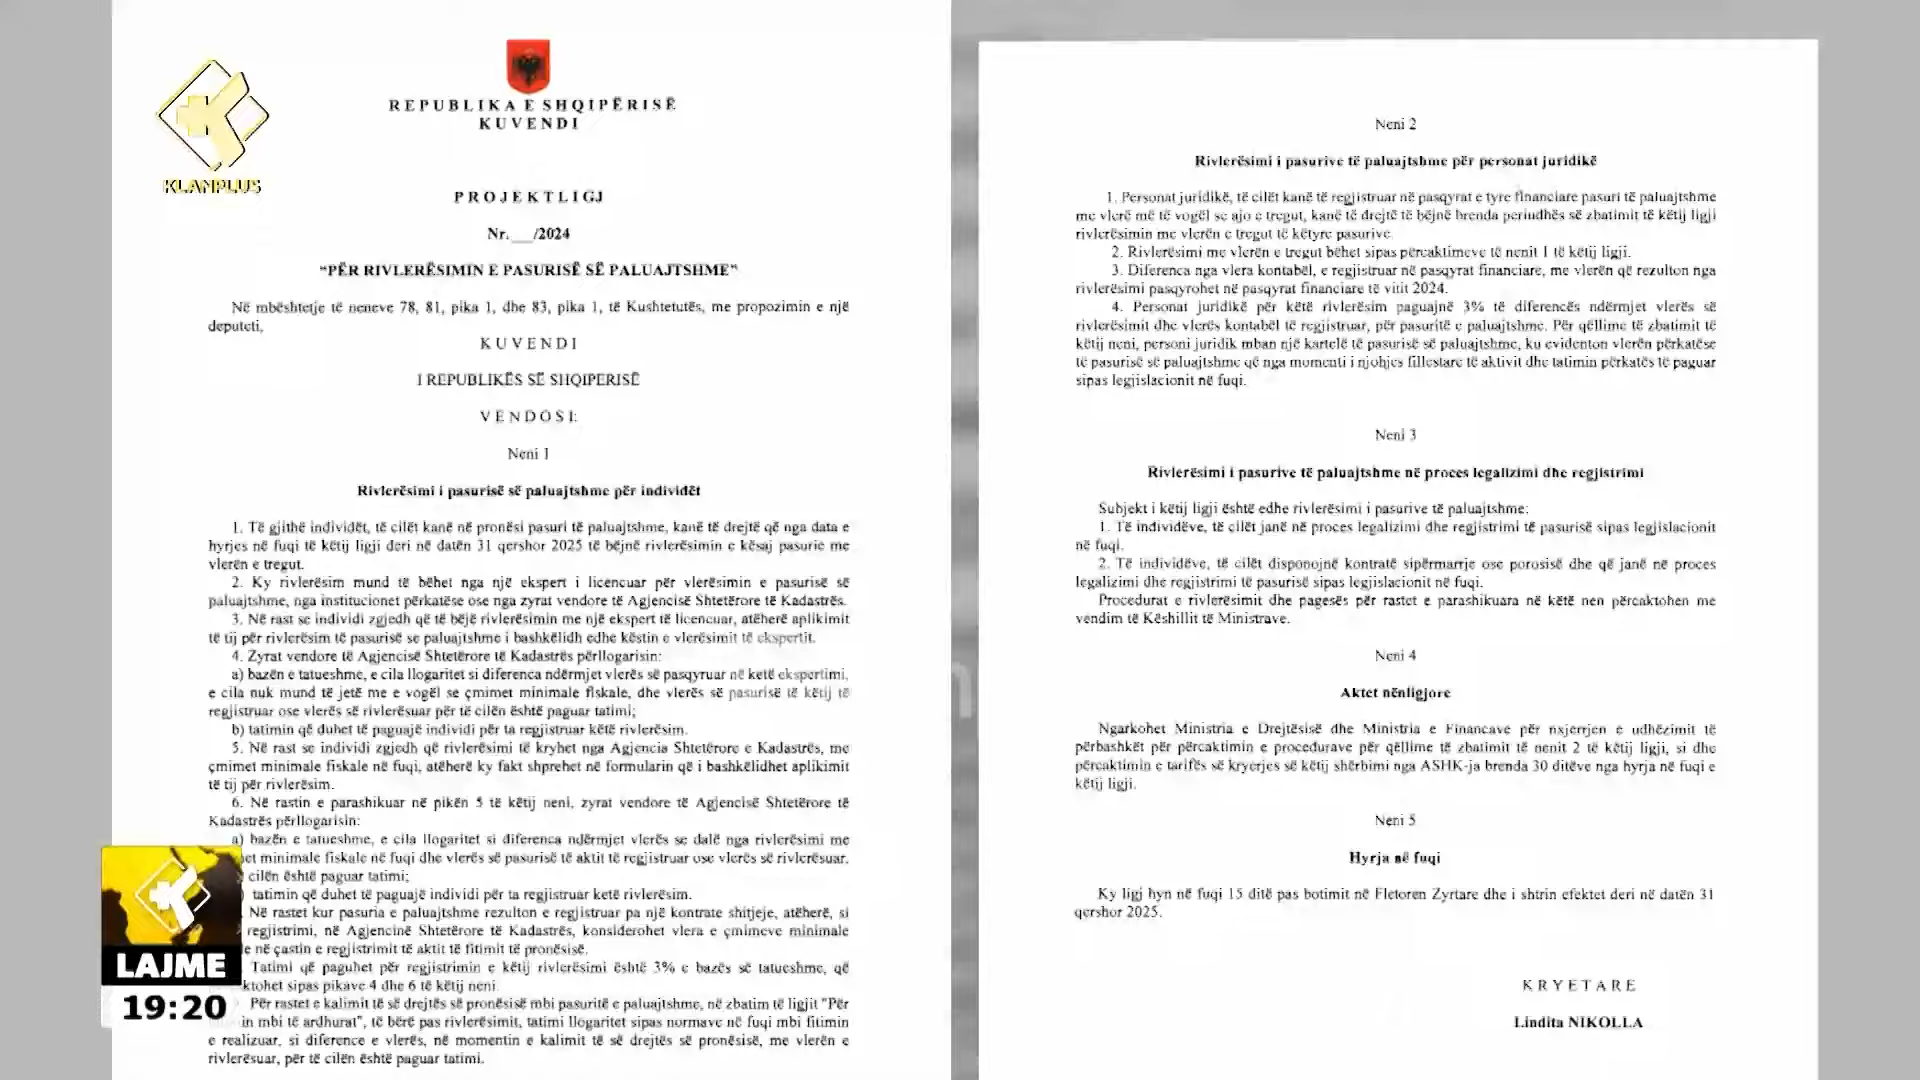 KLANPLUS
REPUBLIKA E SHQIPËRISË
KUVENDI
PROJEKTLIGJ
Nr.___/2024
“PËR RIVLERËSIMIN E PASURISË SË PALUAJTSHME”
Në mbështetje të neneve 78, 81, pika 1, dhe 83, pika 1, të Kushtetutës, me propozimin e një
deputeti,
KUVENDI
I REPUBLIKËS SË SHQIPERISË
VENDOSI:
Neni 1
Rivlerësimi i pasurisë së paluajtshme për individët
1. Të gjithë individët, të cilët kanë në pronësi pasuri të paluajtshme, kanë të drejtë që nga data e
hyrjes në fuqi të këtij ligji deri në datën 31 qershor 2025 të bëjnë rivlerësimin e kësaj pasurie me
vlerën e tregut.
2. Ky rivlerësim mund të bëhet nga një ekspert i licencuar për vlerësimin e pasurisë së
paluajtshme, nga institucionet përkatëse ose nga zyrat vendore të Agjencisë Shtetërore të Kadastrës.
3. Në rast se individi zgjedh që të bëjë rivlerësimin me një ekspert të licencuar, atëherë aplikimit
të tij për rivlerësim të pasurisë se paluajtshme i bashkëlidh edhe këstin e vlerësimit të ekspertit.
4. Zyrat vendore të Agjencisë Shtetërore të Kadastrës përllogarisin:
a) bazën e tatueshme, e cila llogaritet si diferenca ndërmjet vlerës së pasqyruar në ketë ekspertimi,
e cila nuk mund të jetë me e vogël se çmimet minimale fiskale, dhe vlerës së pasurisë të këtij të
regjistruar ose vlerës së rivlerësuar për të cilën është paguar tatimi;
b) tatimin që duhet të paguajë individi për ta regjistruar këtë rivlerësim.
5. Në rast se individi zgjedh që rivlerësimi të kryhet nga Agjencia Shtetërore e Kadastrës, me
çmimet minimale fiskale në fuqi, atëherë ky fakt shprehet në formularin që i bashkëlidhet aplikimit
të tij për rivlerësim.
6. Në rastin e parashikuar në pikën 5 të këtij neni, zyrat vendore të Agjencisë Shtetërore të
Kadastrës përllogarisin:
a) bazën e tatueshme, e cila llogaritet si diferenca ndërmjet vlerës se dalë nga rivlerësimi me
et minimale fiskale në fuqi dhe vlerës së pasurisë të aktit të regjistruar ose vlerës së rivlerësuar,
cilën është paguar tatimi;
) tatimin që duhet të paguajë individi për ta regjistruar ketë rivlerësim.
Në rastet kur pasuria e paluajtshme rezulton e regjistruar pa një kontrate shitjeje, atëherë, si
regjistrimi, në Agjencinë Shtetërore të Kadastrës, konsiderohet vlera e çmimeve minimale
e në çastin e regjistrimit të aktit të fitimit të pronësisë.
Tatimi që paguhet për regjistrimin e këtij rivlerësimi është 3% e bazës së tatueshme, që
ktohet sipas pikave 4 dhe 6 të këtij neni.
Për rastet e kalimit të së drejtës së pronësisë mbi pasuritë e paluajtshme, në zbatim të ligjit "Për
in mbi të ardhurat", të bërë pas rivlerësimit, tatimi llogaritet sipas normave në fuqi mbi fitimin
e realizuar, si diference e vlerës, në momentin e kalimit të së drejtës së pronësisë, me vlerën e
rivlerësuar, për të cilën është paguar tatimi.
LAJME
19:20
Neni 2
Rivlerësimi i pasurive të paluajtshme për personat juridikë
1. Personat juridikë, të cilët kanë të regjistruar në pasqyrat e tyre financiare pasuri të paluajtshme
me vlerë më të vogël se ajo e tregut, kanë të drejtë të bëjnë brenda periudhës së zbatimit të këtij ligji
rivlerësimin me vlerën e tregut të këtyre pasurive.
2. Rivlerësimi me vlerën e tregut bëhet sipas përcaktimeve të nenit 1 të këtij ligji.
3. Diferenca nga vlera kontabël, e regjistruar në pasqyrat financiare, me vlerën që rezulton nga
rivlerësimi pasqyrohet në pasqyrat financiare të vitit 2024.
4. Personat juridikë për këtë rivlerësim paguajnë 3% të diferencës ndërmjet vlerës së
rivlerësimit dhe vlerës kontabël të regjistruar, për pasuritë e paluajtshme. Për qëllime të zbatimit të
këtij neni, personi juridik mban një kartelë të pasurisë së paluajtshme, ku evidenton vlerën përkatëse
të pasurisë së paluajtshme që nga momenti i njohjes fillestare të aktivit dhe tatimin përkatës të paguar
sipas legjislacionit në fuqi.
Neni 3
Rivlerësimi i pasurive të paluajtshme në proces legalizimi dhe regjistrimi
Subjekt i këtij ligji është edhe rivlerësimi i pasurive të paluajtshme:
1. Të individëve, të cilët janë në proces legalizimi dhe regjistrimi të pasurisë sipas legjislacionit
në fuqi.
2. Të individëve, të cilët disponojnë kontratë sipërmarrje ose porosisë dhe që janë në proces
legalizimi dhe regjistrimi të pasurisë sipas legjislacionit në fuqi.
Procedurat e rivlerësimit dhe pagesës për rastet e parashikuara në këtë nen përcaktohen me
vendim të Këshillit të Ministrave.
Neni 4
Aktet nënligjore
Ngarkohet Ministria e Drejtësisë dhe Ministria e Financave për nxjerrjen e udhëzimit të
përbashkët për përcaktimin e procedurave për qëllime të zbatimit të nenit 2 të këtij ligji, si dhe
përcaktimin e tarifës së kryerjes së këtij shërbimi nga ASHK-ja brenda 30 ditëve nga hyrja në fuqi e
këtij ligji.
Neni 5
Hyrja në fuqi
Ky ligj hyn në fuqi 15 ditë pas botimit në Fletoren Zyrtare dhe i shtrin efektet deri në datën 31
qershor 2025.
KRYETARE
Lindita NIKOLLA